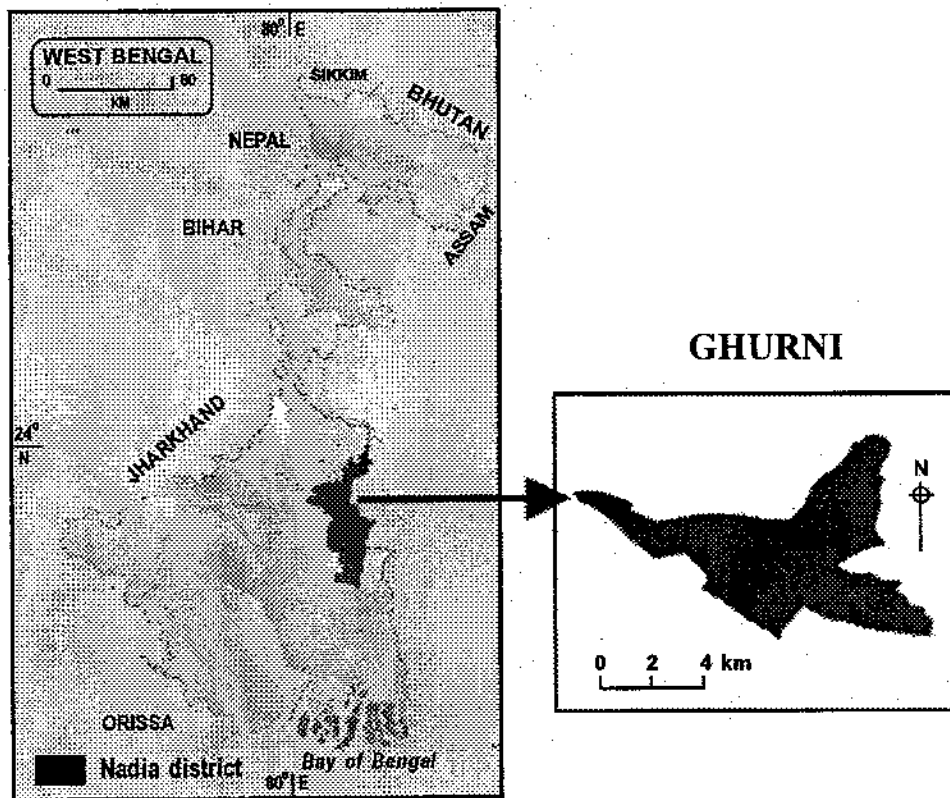 80° E
WEST BENGAL
0 80
KM
SIKKIM
BHUTAN
NEPAL
BIHAR
ASSAM
GHURNI
JHARKHAND
24°
N
N
0 2 4 km
ORISSA
Bay of Bengal
Nadia district
80° E